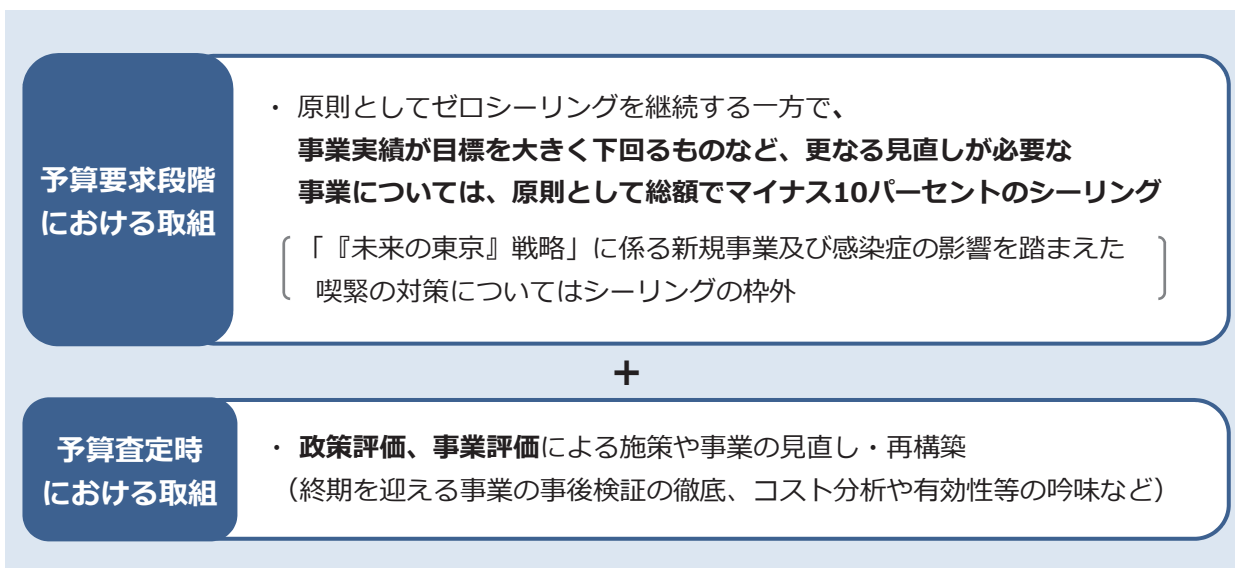 予算要求段階
における取組
・ 原則としてゼロシーリングを継続する一方で、
事業実績が目標を大きく下回るものなど、更なる見直しが必要な
事業については、原則として総額でマイナス10パーセントのシーリング
「『未来の東京』戦略」に係る新規事業及び感染症の影響を踏まえた
喫緊の対策についてはシーリングの枠外
＋
予算査定時
における取組
・ 政策評価、事業評価による施策や事業の見直し・再構築
（終期を迎える事業の事後検証の徹底、コスト分析や有効性等の吟味など）